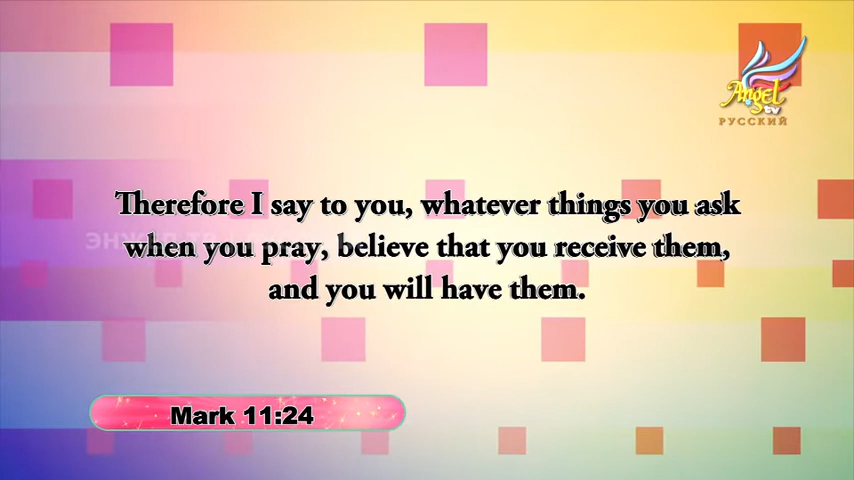 Angel
tv
РУССКИЙ
Therefore I say to you, whatever things you ask
when you pray, believe that you receive them,
and you will have them.
Mark 11:24